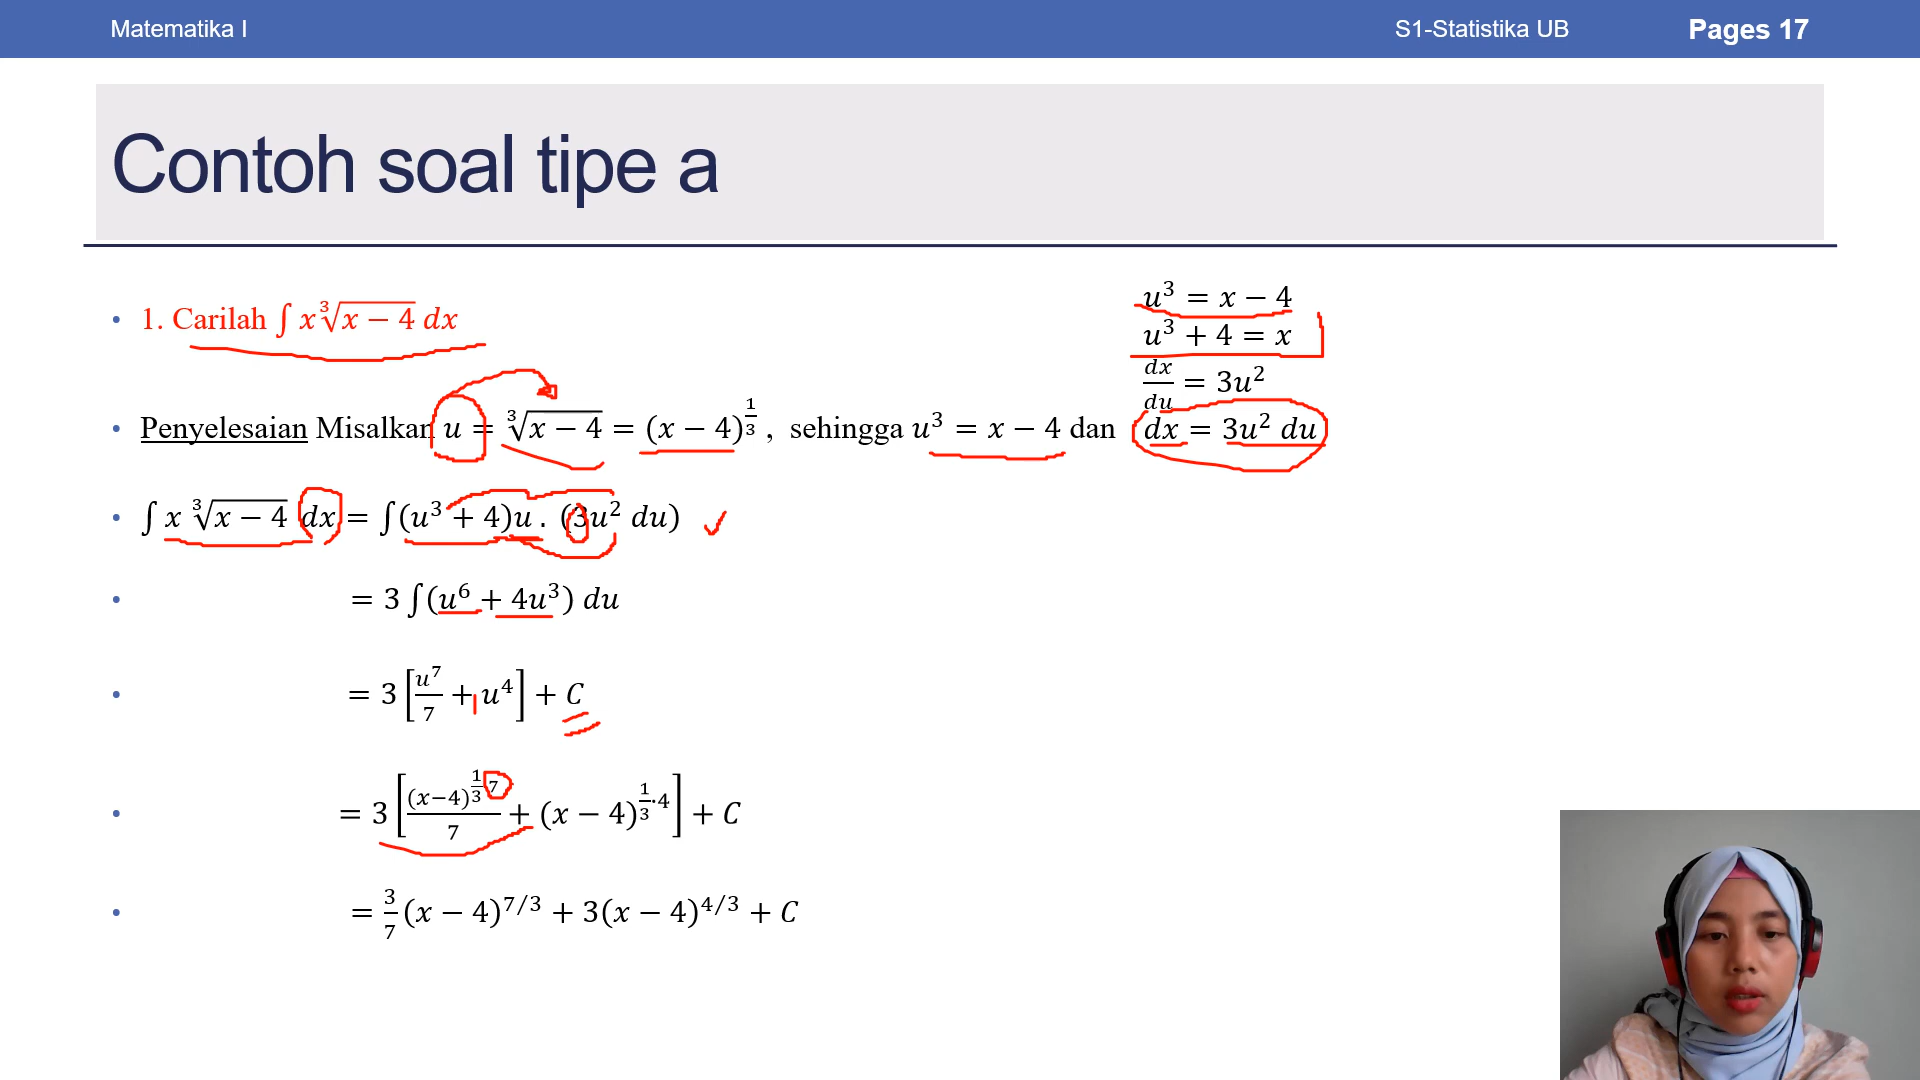 Matematika I S1-Statistika UB Pages 17
Contoh soal tipe a
• 1. Carilah ∫ x ∛(x − 4) dx
u³ = x − 4
u³ + 4 = x
dx/du = 3u²
• Penyelesaian Misalkan u = ∛(x − 4) = (x − 4)^(1/3) , sehingga u³ = x − 4 dan dx = 3u² du
• ∫ x ∛(x − 4) dx = ∫(u³ + 4)u . (3u² du)
• = 3 ∫(u⁶ + 4u³) du
• = 3 [u⁷/7 + u⁴] + C
• = 3 [(x−4)^(1/3·7)/7 + (x − 4)^(1/3·4)] + C
• = 3/7 (x − 4)^(7/3) + 3(x − 4)^(4/3) + C